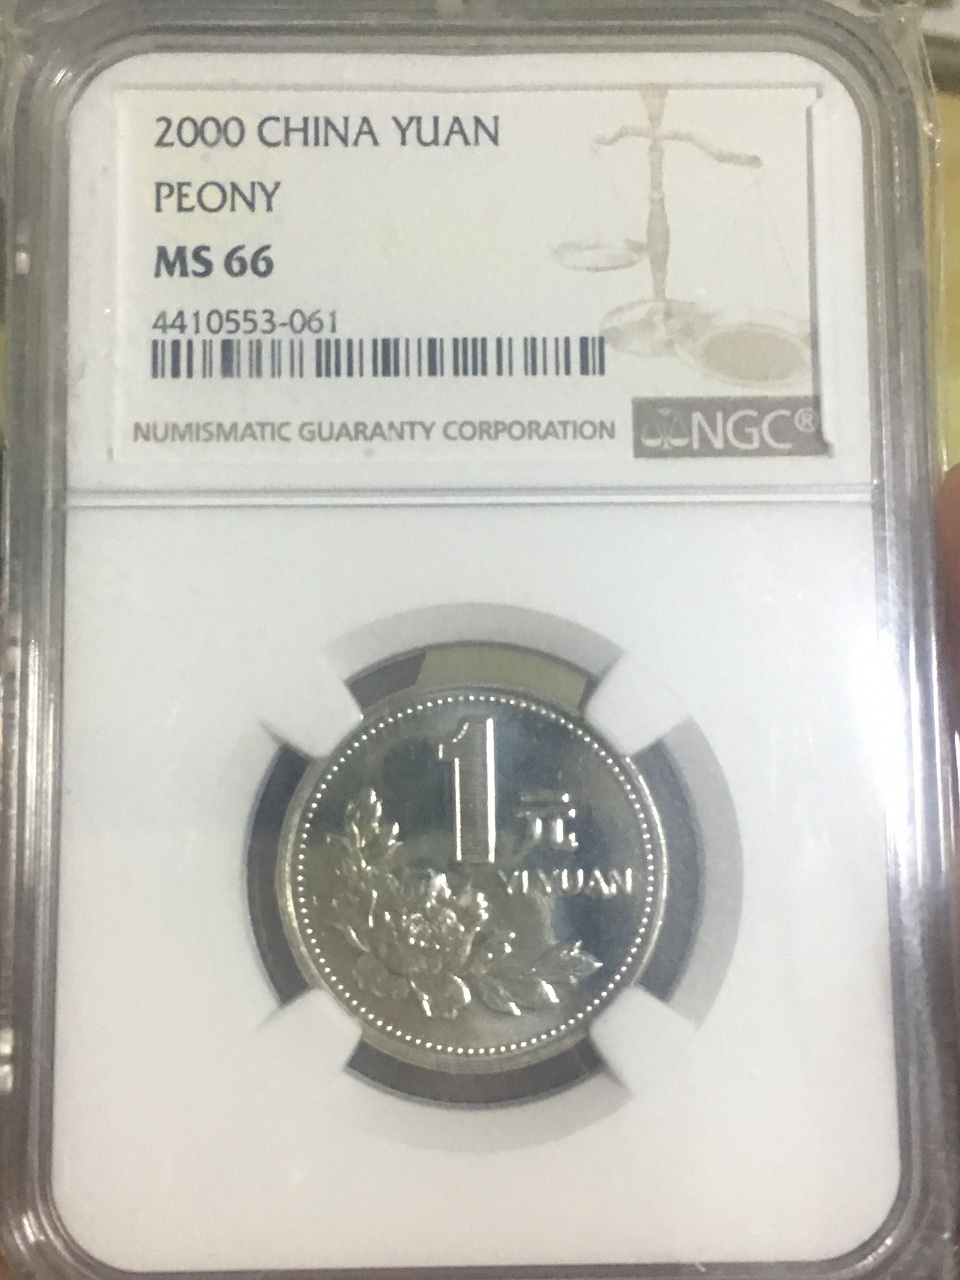 2000 CHINA YUAN
PEONY
MS 66
4410553-061
NUMISMATIC GUARANTY CORPORATION
NGC®
1
元
YI YUAN